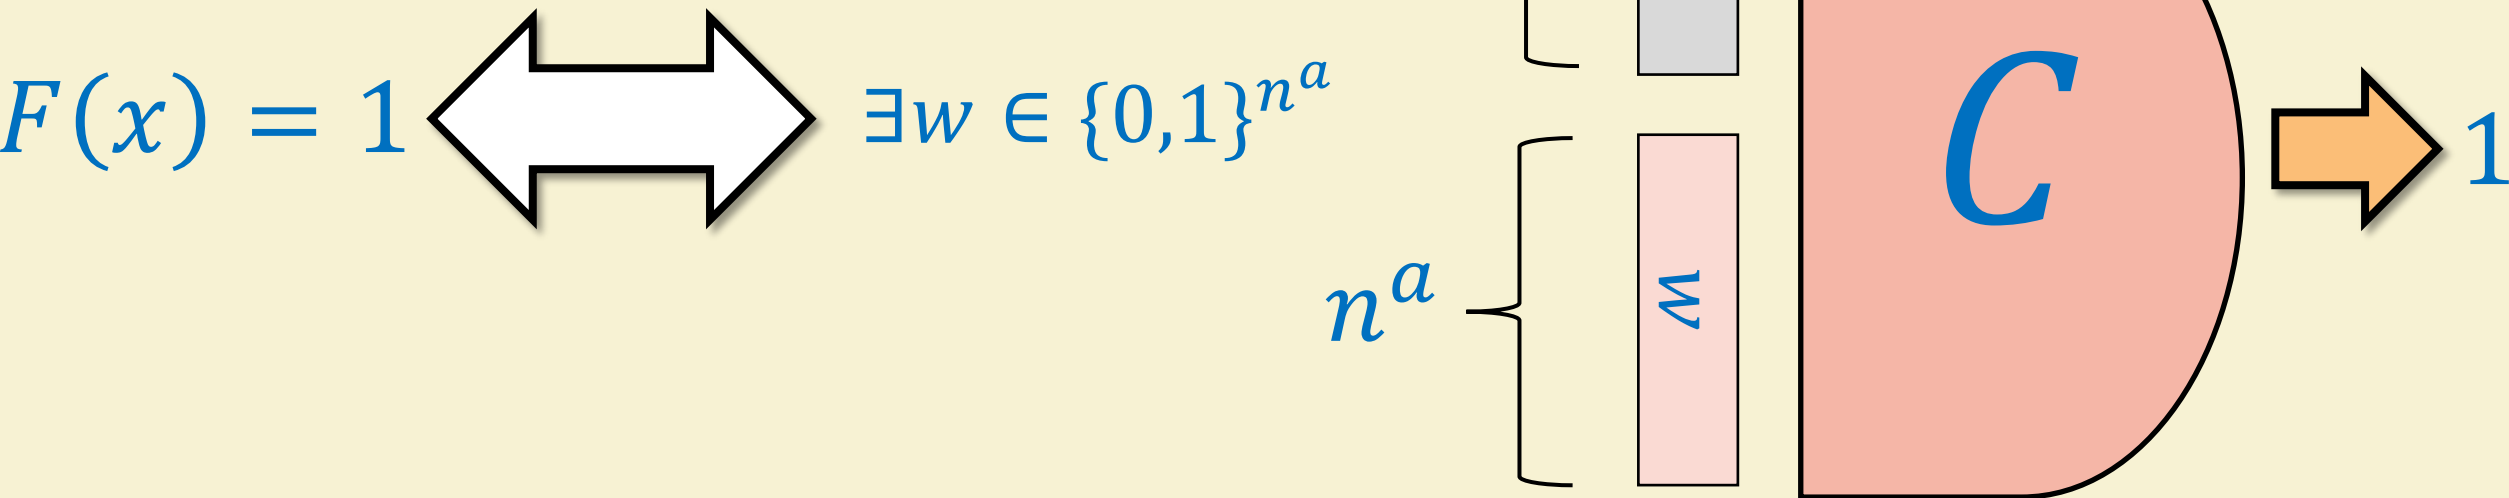 F(x) = 1
∃w ∈ {0,1}^{n^a}
C
1
n^a
w